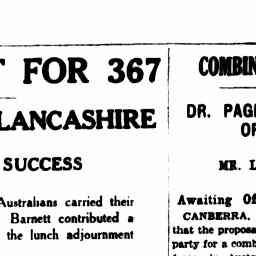 T FOR 367
LANCASHIRE
SUCCESS
Australians carried their
Barnett contributed a
the lunch adjournment
COMBIN
DR. PAG
OF
MR. L
Awaiting Of
CANBERRA,
that the proposa
party for a comb